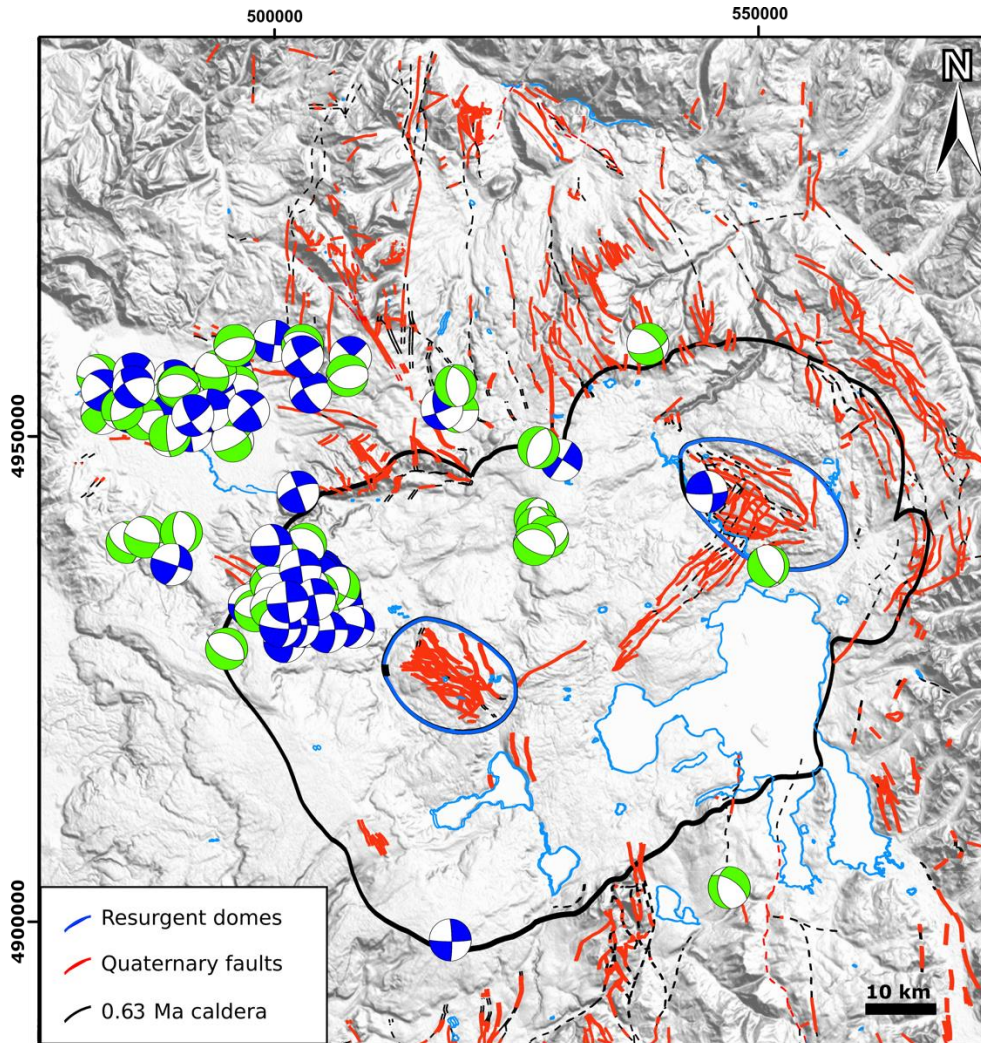 500000
550000
N
4950000
4900000
Resurgent domes
Quaternary faults
0.63 Ma caldera
10 km